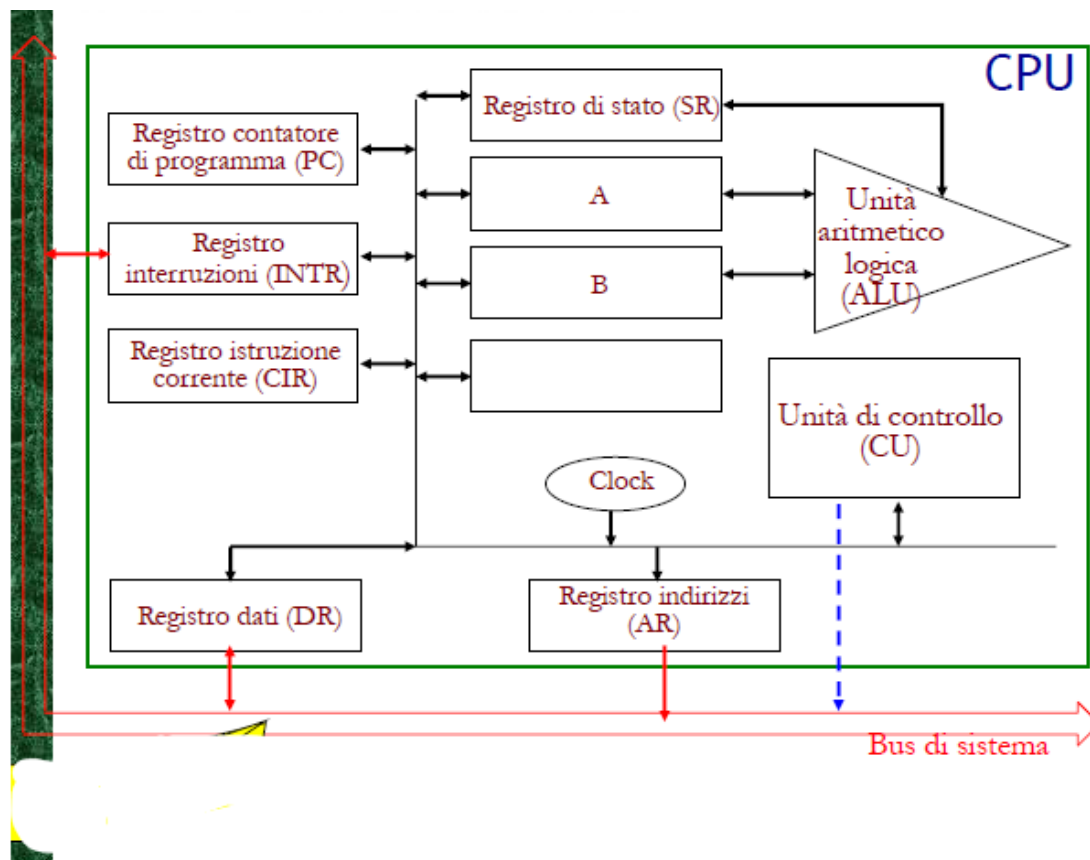 CPU
Registro di stato (SR)
Registro contatore
di programma (PC)
A
Unità
aritmetico
logica
(ALU)
Registro
interruzioni (INTR)
B
Registro istruzione
corrente (CIR)
Unità di controllo
(CU)
Clock
Registro dati (DR)
Registro indirizzi
(AR)
Bus di sistema